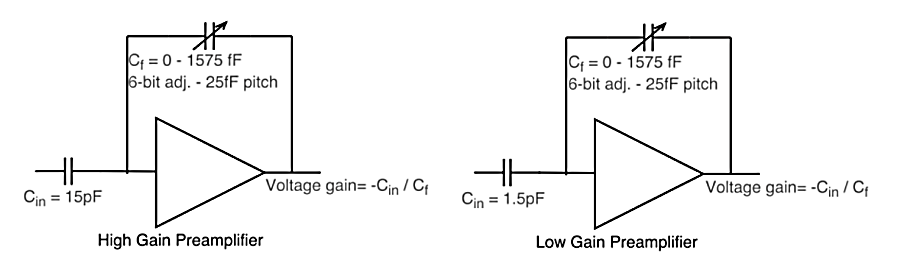 Cf = 0 - 1575 fF
6-bit adj. - 25fF pitch
Cin = 15pF
Voltage gain= -Cin / Cf
High Gain Preamplifier
Cf = 0 - 1575 fF
6-bit adj. - 25fF pitch
Cin = 1.5pF
Voltage gain= -Cin / Cf
Low Gain Preamplifier